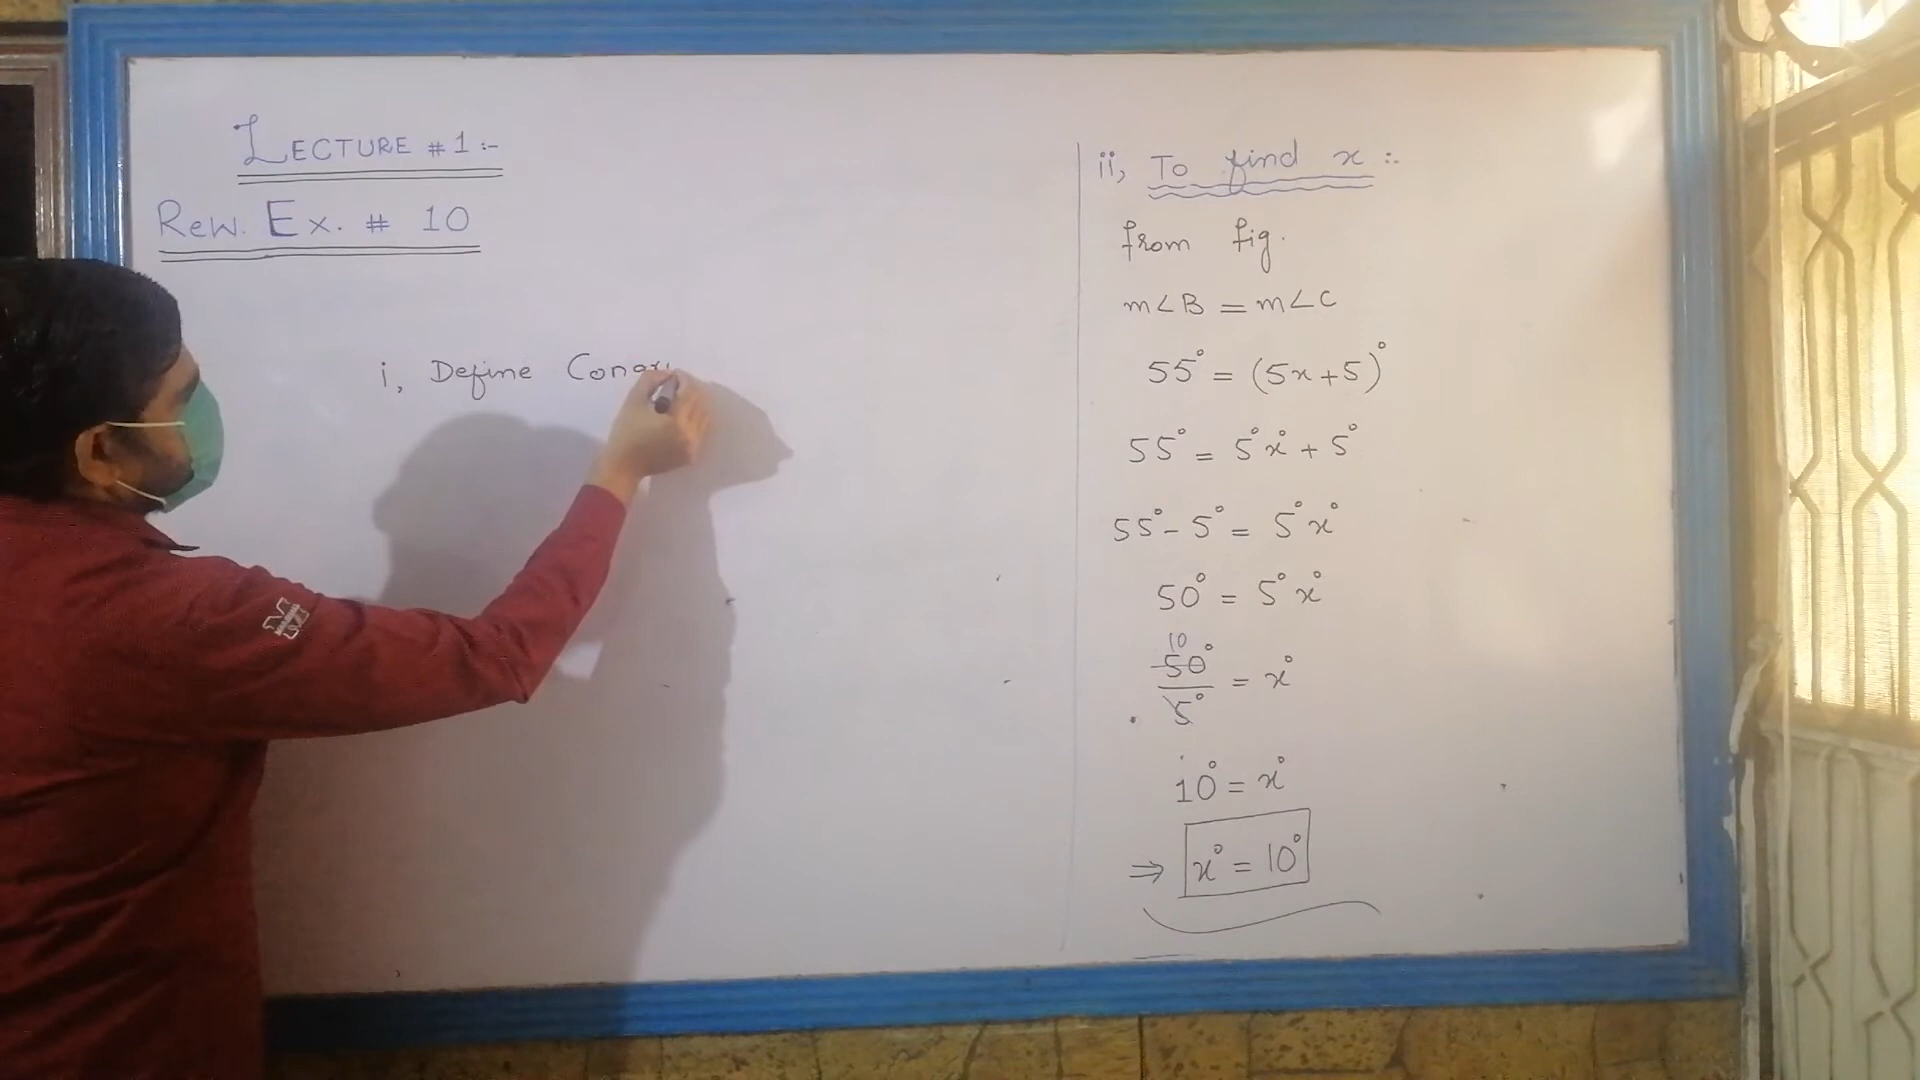 LECTURE # 1 :-
Rew. Ex. # 10
i, Define
ii, To find x :-
from fig.
m∠B = m∠C
55° = (5x+5)°
55° = 5°x° + 5°
55° - 5° = 5°x°
50° = 5°x°
10
50°/5° = x°
10° = x°
⇒ x° = 10°